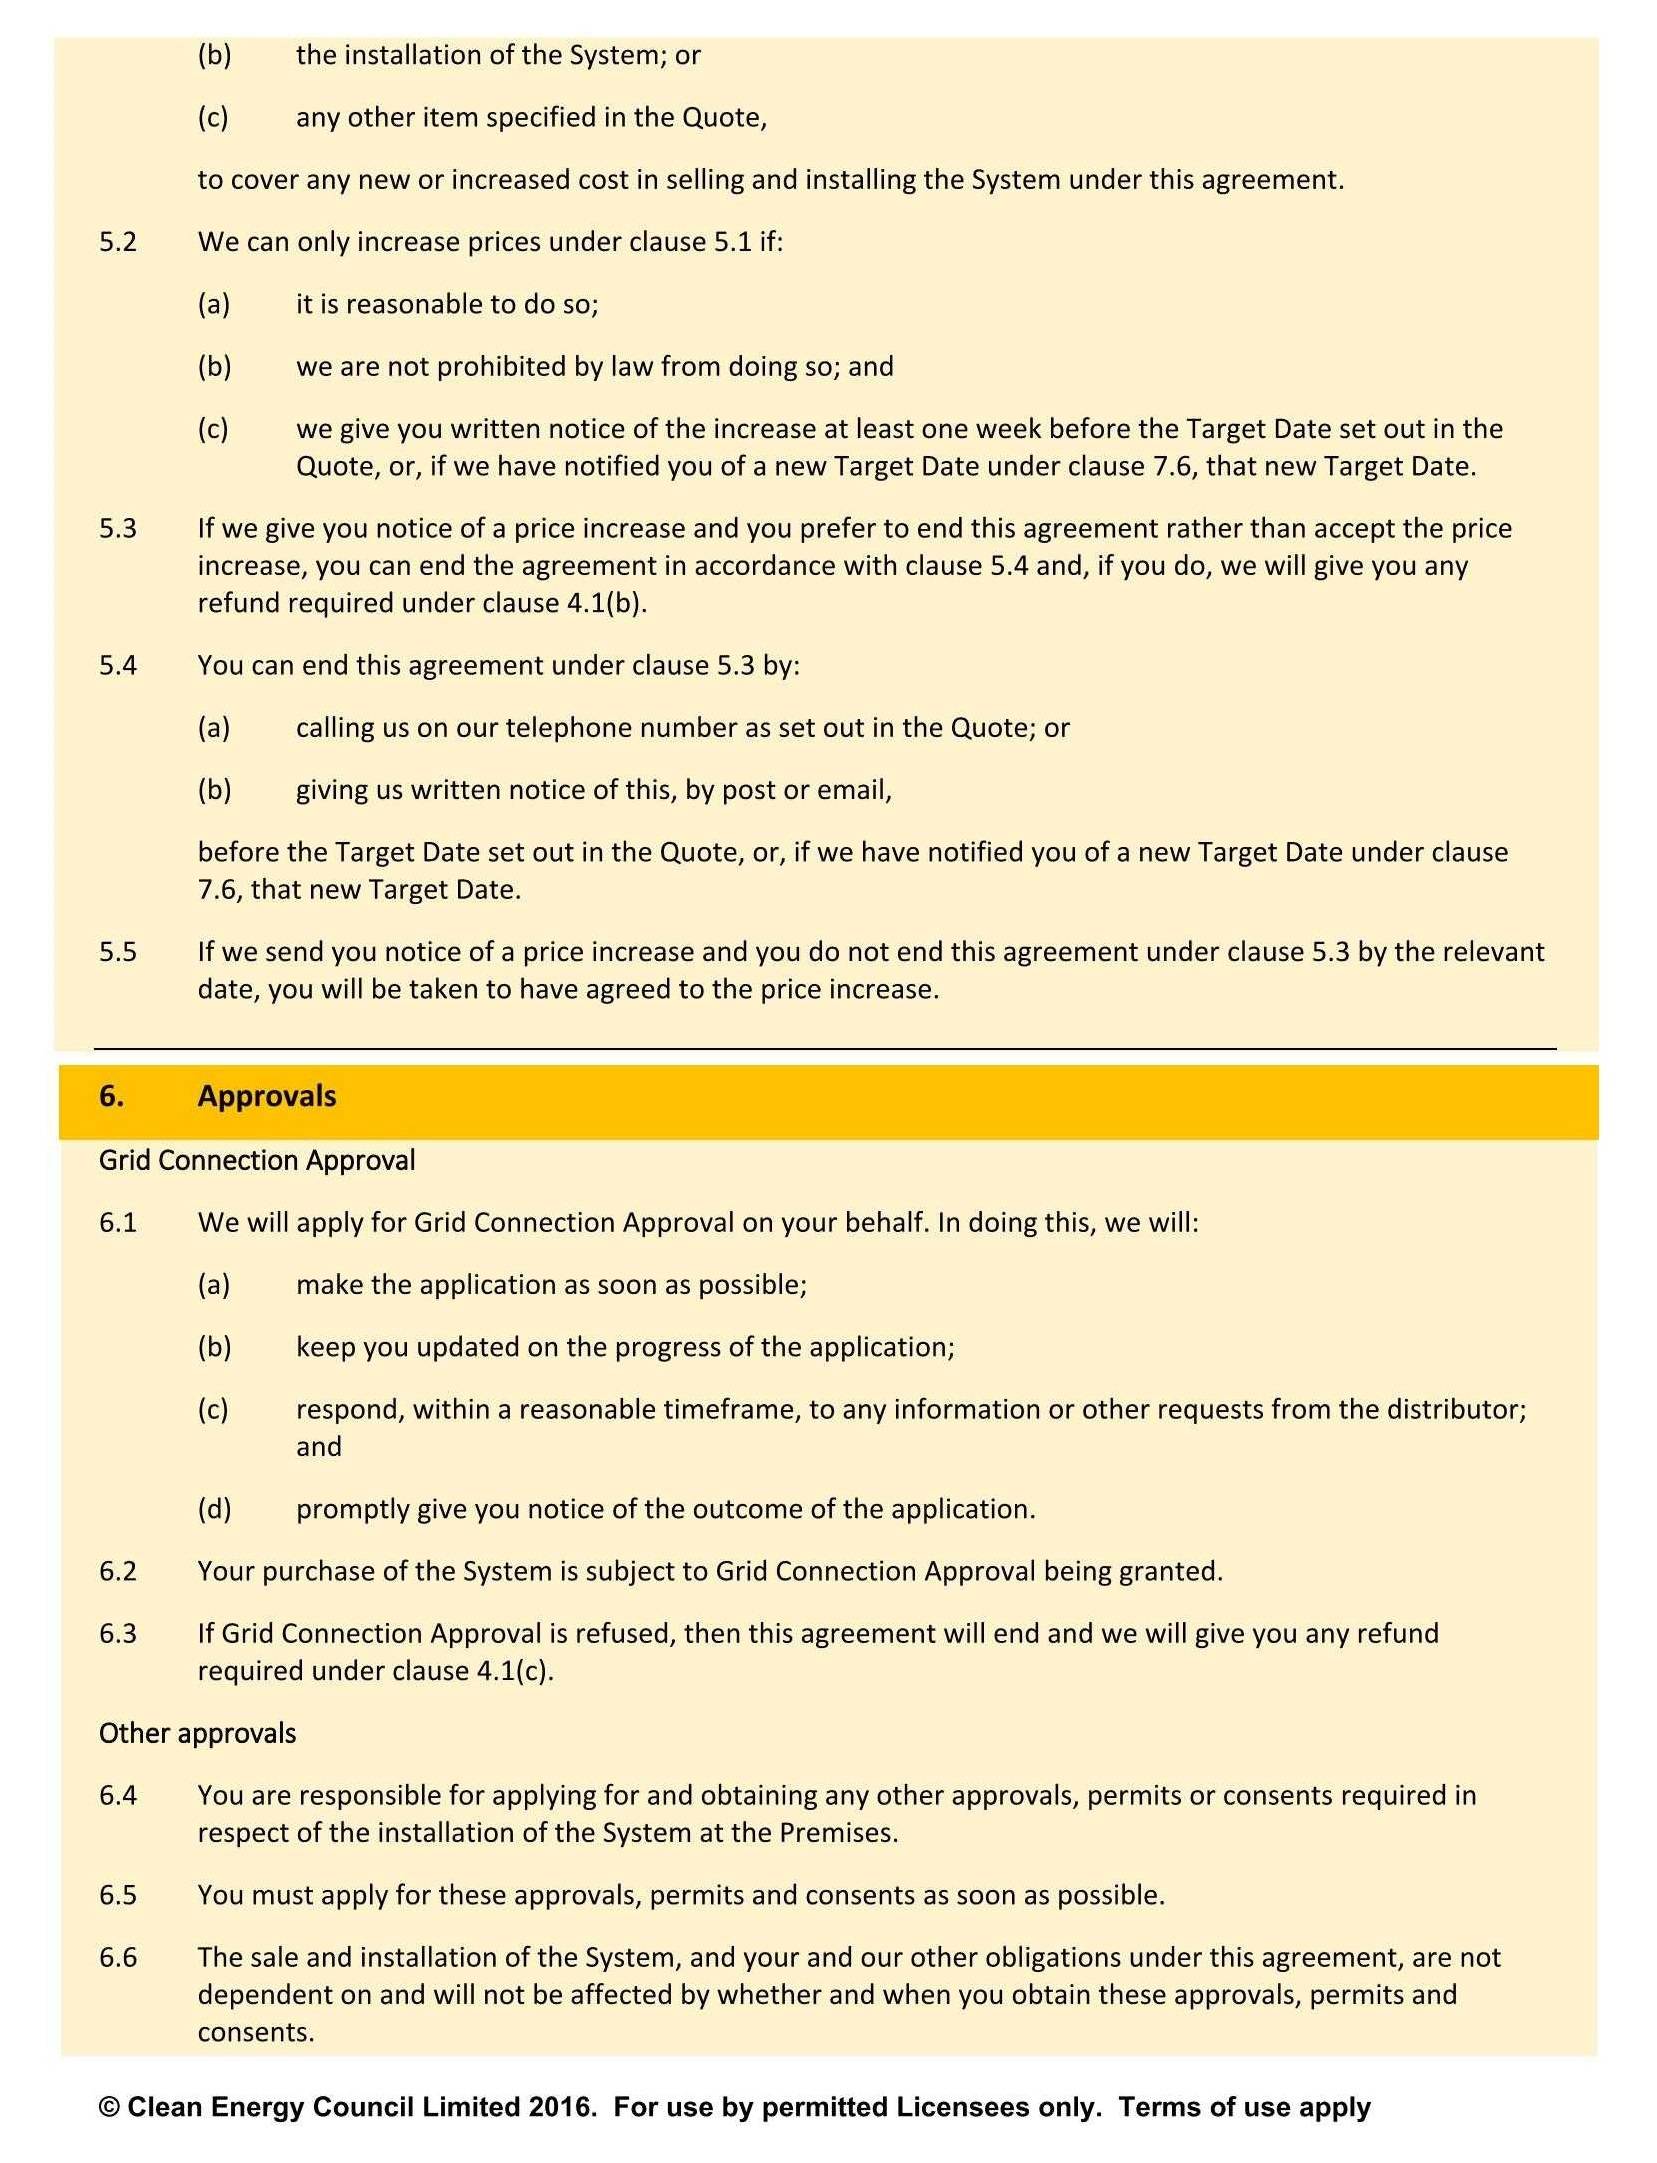 (b) the installation of the System; or
(c) any other item specified in the Quote,
to cover any new or increased cost in selling and installing the System under this agreement.
5.2 We can only increase prices under clause 5.1 if:
(a) it is reasonable to do so;
(b) we are not prohibited by law from doing so; and
(c) we give you written notice of the increase at least one week before the Target Date set out in the
Quote, or, if we have notified you of a new Target Date under clause 7.6, that new Target Date.
5.3 If we give you notice of a price increase and you prefer to end this agreement rather than accept the price
increase, you can end the agreement in accordance with clause 5.4 and, if you do, we will give you any
refund required under clause 4.1(b).
5.4 You can end this agreement under clause 5.3 by:
(a) calling us on our telephone number as set out in the Quote; or
(b) giving us written notice of this, by post or email,
before the Target Date set out in the Quote, or, if we have notified you of a new Target Date under clause
7.6, that new Target Date.
5.5 If we send you notice of a price increase and you do not end this agreement under clause 5.3 by the relevant
date, you will be taken to have agreed to the price increase.
6. Approvals
Grid Connection Approval
6.1 We will apply for Grid Connection Approval on your behalf. In doing this, we will:
(a) make the application as soon as possible;
(b) keep you updated on the progress of the application;
(c) respond, within a reasonable timeframe, to any information or other requests from the distributor;
and
(d) promptly give you notice of the outcome of the application.
6.2 Your purchase of the System is subject to Grid Connection Approval being granted.
6.3 If Grid Connection Approval is refused, then this agreement will end and we will give you any refund
required under clause 4.1(c).
Other approvals
6.4 You are responsible for applying for and obtaining any other approvals, permits or consents required in
respect of the installation of the System at the Premises.
6.5 You must apply for these approvals, permits and consents as soon as possible.
6.6 The sale and installation of the System, and your and our other obligations under this agreement, are not
dependent on and will not be affected by whether and when you obtain these approvals, permits and
consents.
© Clean Energy Council Limited 2016. For use by permitted Licensees only. Terms of use apply